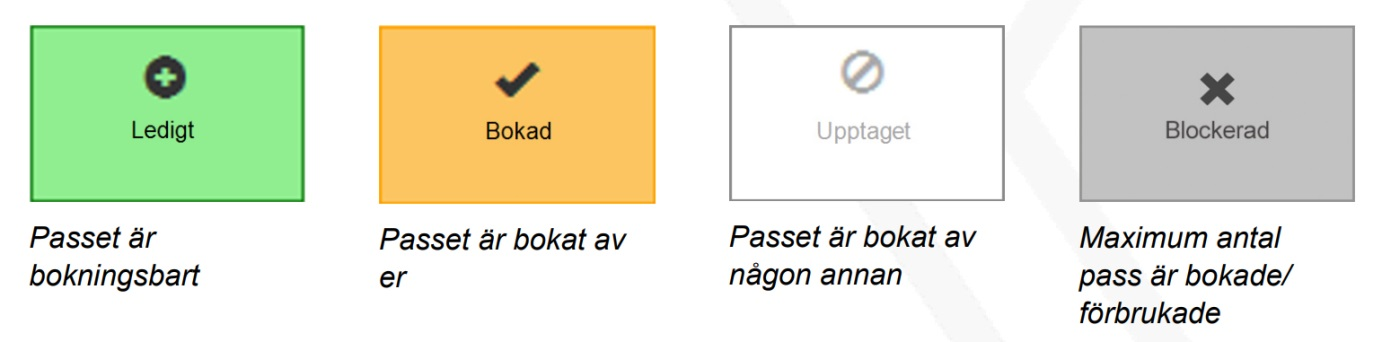 Ledigt
Passet är
bokningsbart
Bokad
Passet är bokat av
er
Upptaget
Passet är bokat av
någon annan
Blockerad
Maximum antal
pass är bokade/
förbrukade